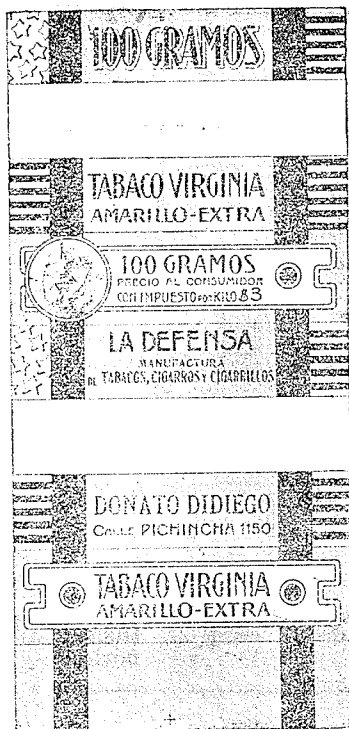 100 GRAMOS
TABACO VIRGINIA
AMARILLO-EXTRA
100 GRAMOS
PRECIO AL CONSUMIDOR
CON IMPUESTO POR KILO $3
LA DEFENSA
MANUFACTURA
DE TABACOS, CIGARROS Y CIGARRILLOS
DONATO DIDIEGO
CALLE PICHINCHA 1150
TABACO VIRGINIA
AMARILLO-EXTRA